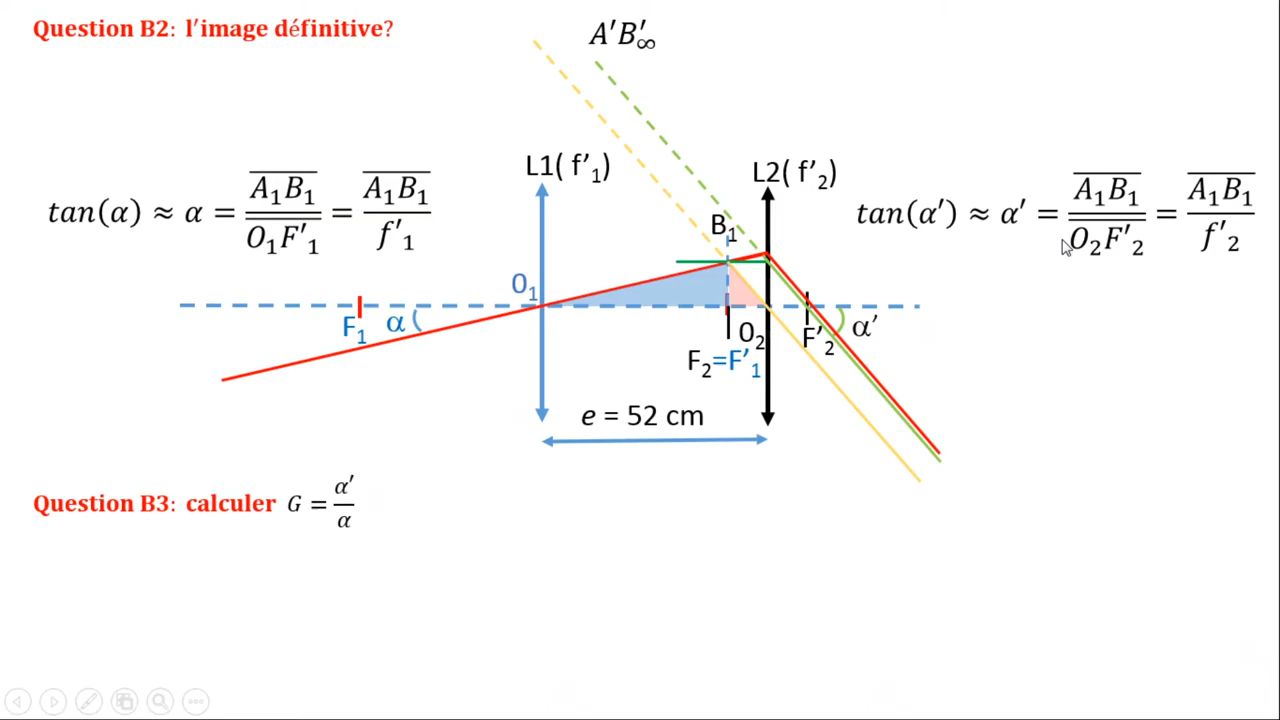 Question B2: l'image définitive?
A'B'∞
L1( f'1)
L2( f'2)
tan(α) ≈ α = A1B1 / O1F'1 = A1B1 / f'1
tan(α') ≈ α' = A1B1 / O2F'2 = A1B1 / f'2
B1
O1
F1
α
O2
F'2
α'
F2=F'1
e = 52 cm
Question B3: calculer G = α' / α